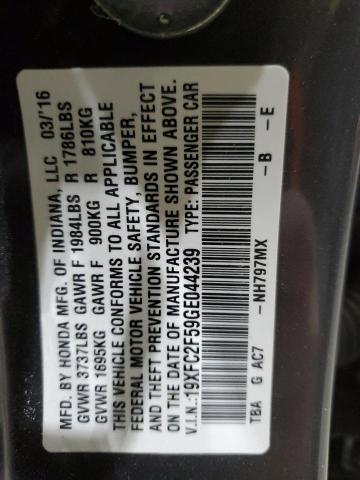 MFD. BY HONDA MFG. OF INDIANA, LLC 03/'16
GVWR 3737LBS GAWR F 1984LBS R 1786LBS
GVWR 1695KG GAWR F 900KG R 810KG
THIS VEHICLE CONFORMS TO ALL APPLICABLE
FEDERAL MOTOR VEHICLE SAFETY, BUMPER,
AND THEFT PREVENTION STANDARDS IN EFFECT
ON THE DATE OF MANUFACTURE SHOWN ABOVE.
V.I.N.:19XFC2F59GE044239 TYPE: PASSENGER CAR
TBA G AC7 -NH797MX -B -E